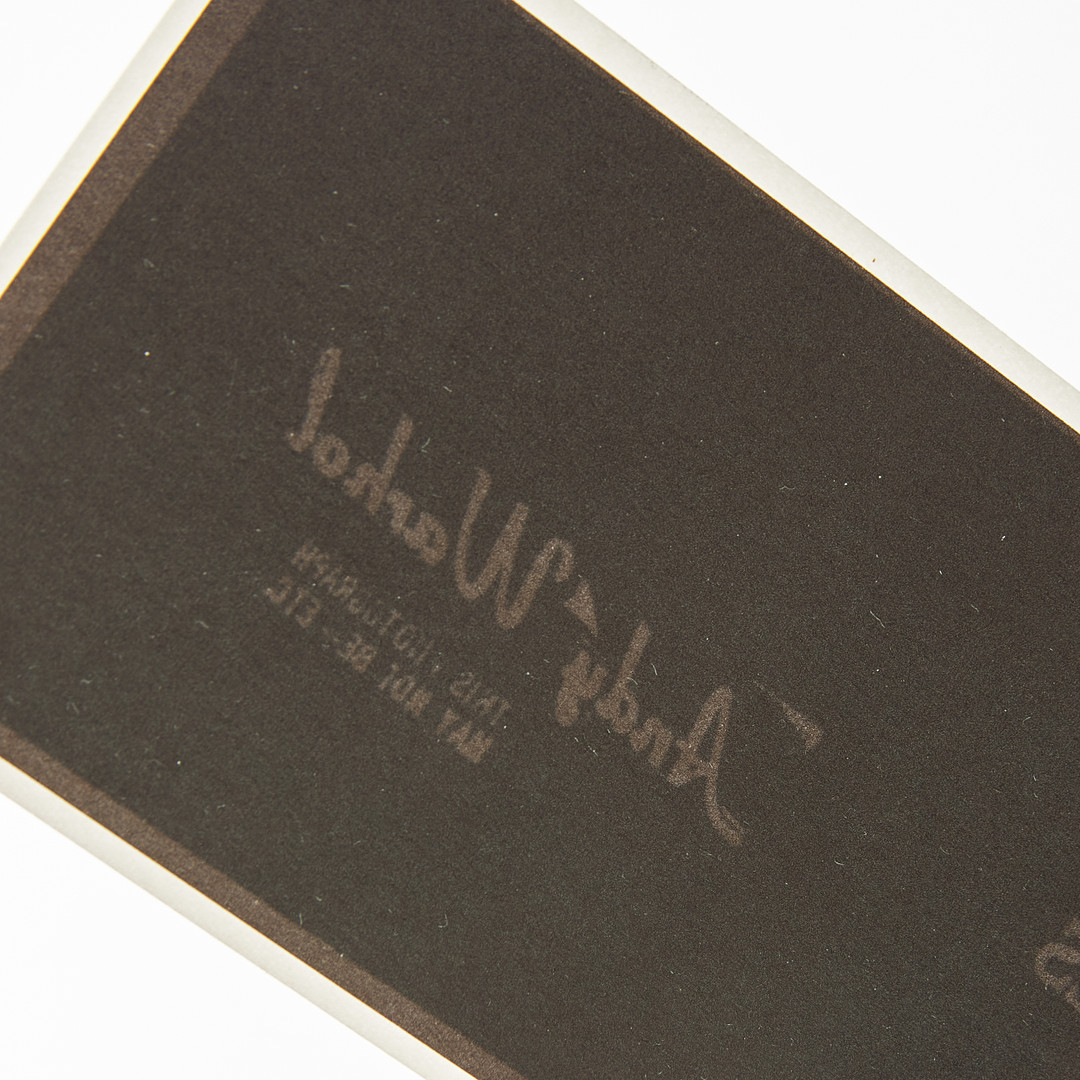 Andy Warhol
THIS PHOTOGRAPH
MAY NOT BE ETC